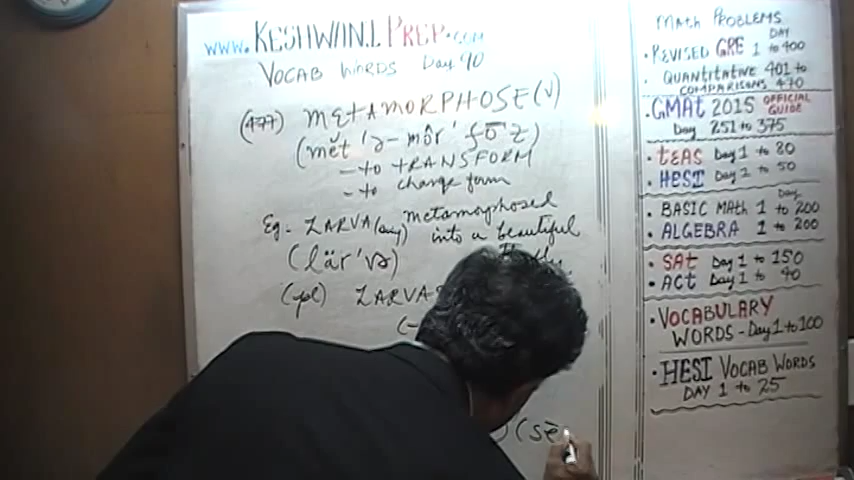 www.KESHWANIPREP.com
VOCAB WORDS Day 90
(477) METAMORPHOSE (V)
(mĕt'ə-môr'fōz)
- to TRANSFORM
- to change form
Eg- LARVA metamorphosed
into a beautiful
(lär'və)
(pl) LARVA
(sē
MATH PROBLEMS
• REVISED GRE DAY 1 to 400
• QUANTITATIVE 401 to
COMPARISONS 470
• GMAT 2015 OFFICIAL GUIDE
Day 251 to 375
• TEAS Day 1 to 80
• HESI Day 1 to 50
• BASIC MATH Day 1 to 200
• ALGEBRA 1 to 200
• SAT Day 1 to 150
• ACT Day 1 to 90
• VOCABULARY
WORDS - Day 1 to 100
• HESI VOCAB WORDS
DAY 1 to 25